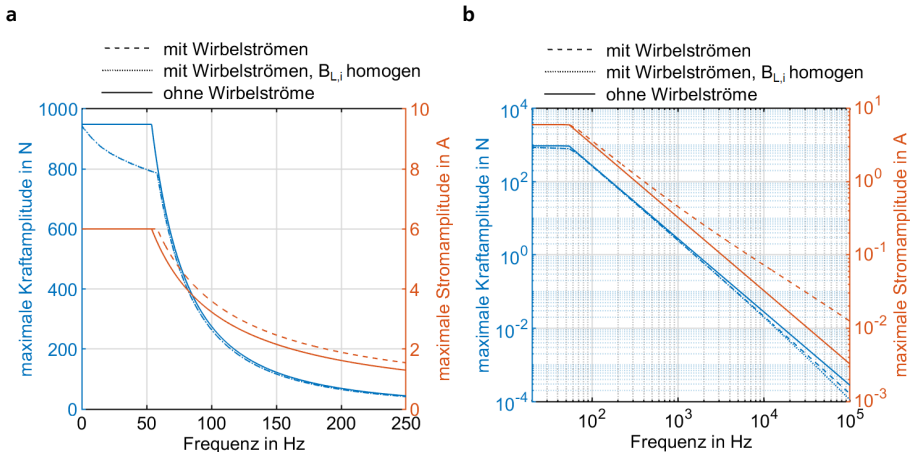 a
mit Wirbelströmen
mit Wirbelströmen, B_L,i homogen
ohne Wirbelströme
1000
800
600
400
200
0
10
8
6
4
2
0
0 50 100 150 200 250
maximale Kraftamplitude in N
maximale Stromamplitude in A
Frequenz in Hz
b
mit Wirbelströmen
mit Wirbelströmen, B_L,i homogen
ohne Wirbelströme
10^4
10^2
10^0
10^-2
10^-4
10^1
10^0
10^-1
10^-2
10^-3
10^2 10^3 10^4 10^5
maximale Kraftamplitude in N
maximale Stromamplitude in A
Frequenz in Hz